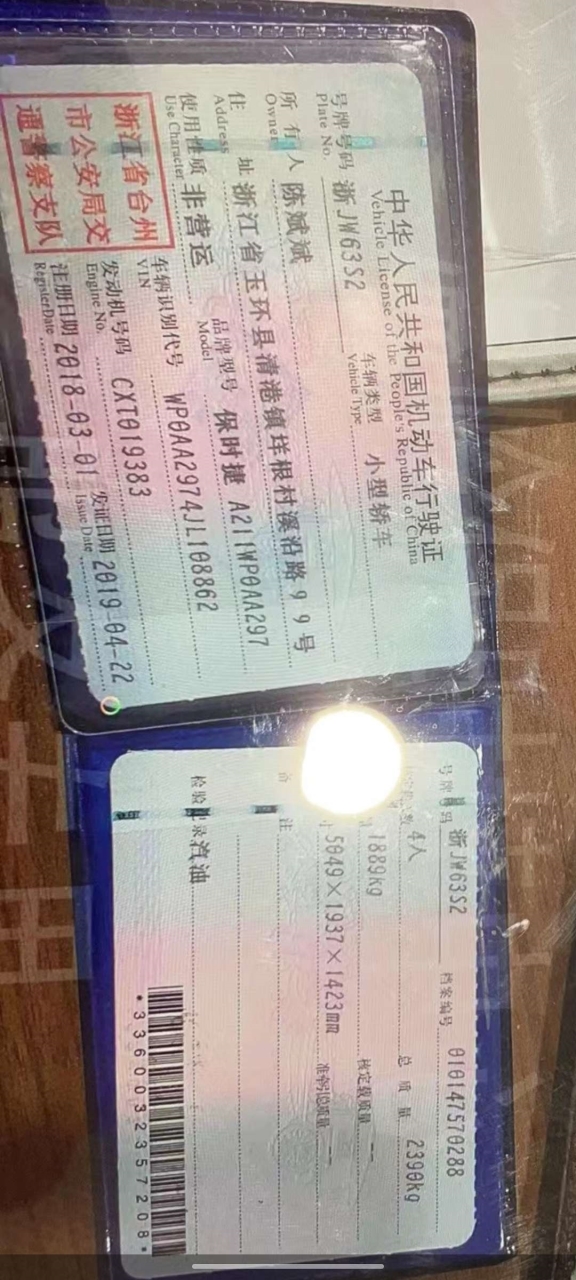 中华人民共和国机动车行驶证
Vehicle License of the People's Republic of China
号牌号码 浙JW63S2 车辆类型 小型轿车
Plate No. Vehicle Type
所有人 陈斌斌
Owner
住址 浙江省玉环县清港镇垟根村溪沿路99号
Address
使用性质 非营运 品牌型号 保时捷 A211WP0AA297
Use Character Model
浙江省台州
市公安局交
通警察支队
车辆识别代号 WP0AA2974JL108862
VIN
发动机号码 CXT019383
Engine No.
注册日期 2018-03-01 发证日期 2019-04-22
Register Date Issue Date
号牌号码 浙JW63S2 档案编号 010147570288
4人 总质量 2390kg
1889kg 核定载质量 --
5049×1937×1423mm 质量 --
备注
检验记录 汽油
*3360032357208*